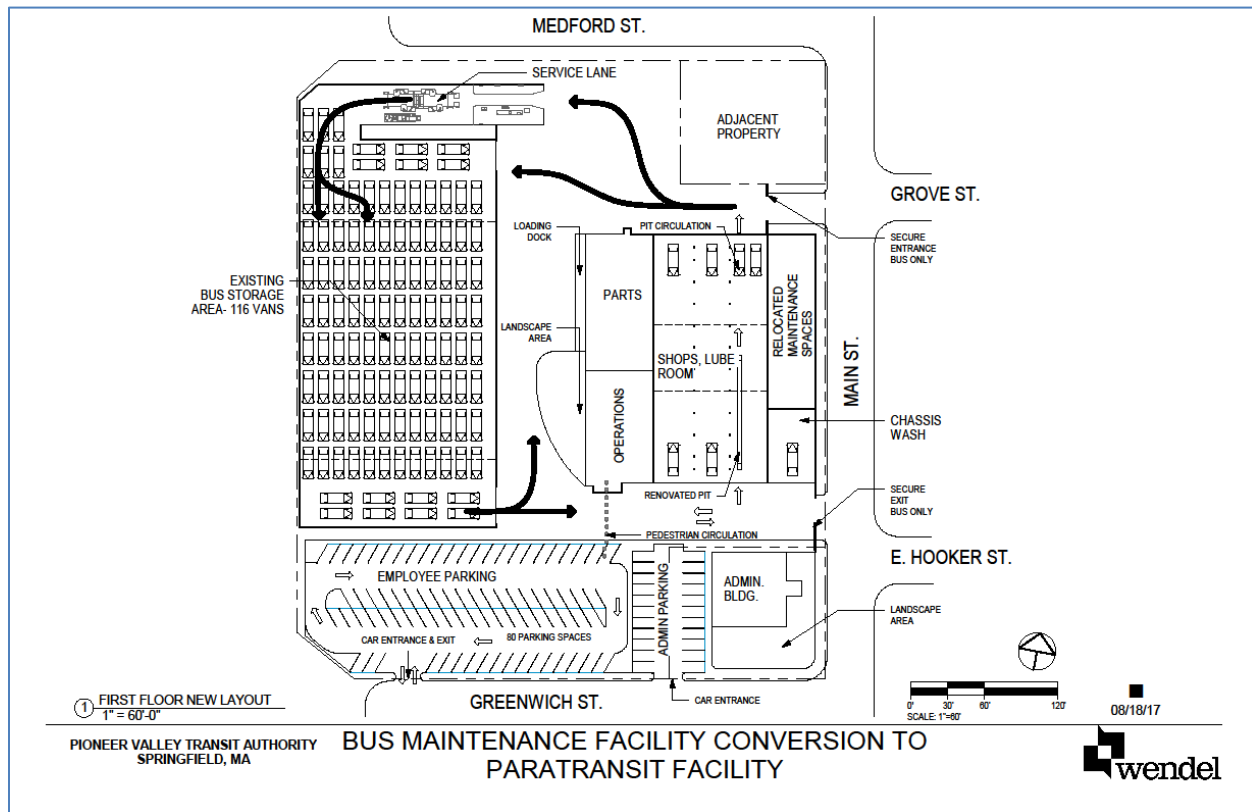 MEDFORD ST.
SERVICE LANE
ADJACENT
PROPERTY
GROVE ST.
LOADING
DOCK
PIT CIRCULATION
SECURE
ENTRANCE
BUS ONLY
EXISTING
BUS STORAGE
AREA- 116 VANS
PARTS
RELOCATED
MAINTENANCE
SPACES
LANDSCAPE
AREA
SHOPS, LUBE
ROOM'
MAIN ST.
OPERATIONS
CHASSIS
WASH
RENOVATED PIT
SECURE
EXIT
BUS ONLY
PEDESTRIAN CIRCULATION
E. HOOKER ST.
EMPLOYEE PARKING
ADMIN PARKING
ADMIN.
BLDG.
LANDSCAPE
AREA
CAR ENTRANCE & EXIT
80 PARKING SPACES
GREENWICH ST.
CAR ENTRANCE
1 FIRST FLOOR NEW LAYOUT
1" = 60'-0"
0' 30' 60' 120'
SCALE: 1"=60'
08/18/17
PIONEER VALLEY TRANSIT AUTHORITY
SPRINGFIELD, MA
BUS MAINTENANCE FACILITY CONVERSION TO
PARATRANSIT FACILITY
wendel